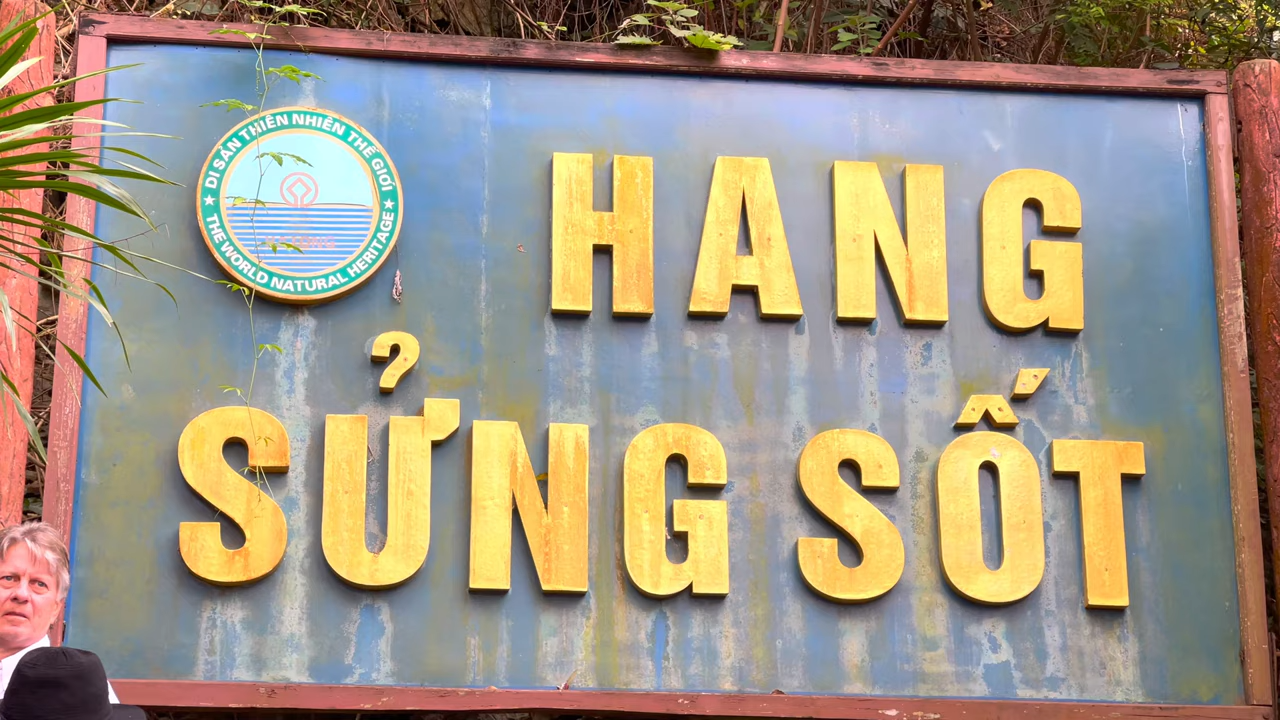 DI SẢN THIÊN NHIÊN THẾ GIỚI
★ THE WORLD NATURAL HERITAGE ★
HANG
SỬNG SỐT